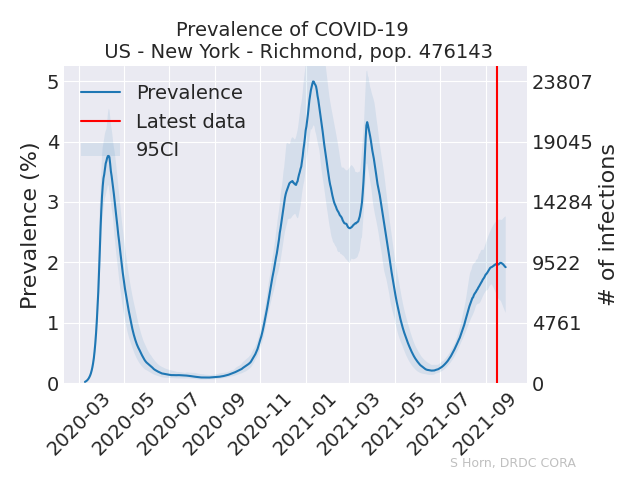 Prevalence of COVID-19
US - New York - Richmond, pop. 476143
Prevalence
Latest data
95CI
Prevalence (%)
5
4
3
2
1
0
23807
19045
14284
9522
4761
0
# of infections
2020-03
2020-05
2020-07
2020-09
2020-11
2021-01
2021-03
2021-05
2021-07
2021-09
S Horn, DRDC CORA